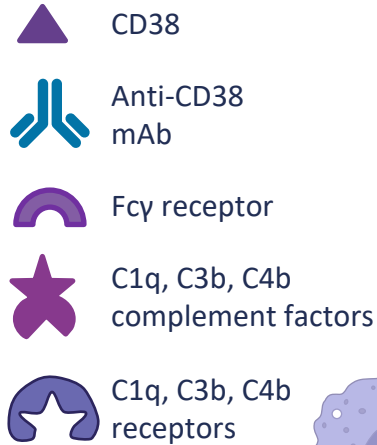 CD38
Anti-CD38
mAb
Fcγ receptor
C1q, C3b, C4b
complement factors
C1q, C3b, C4b
receptors